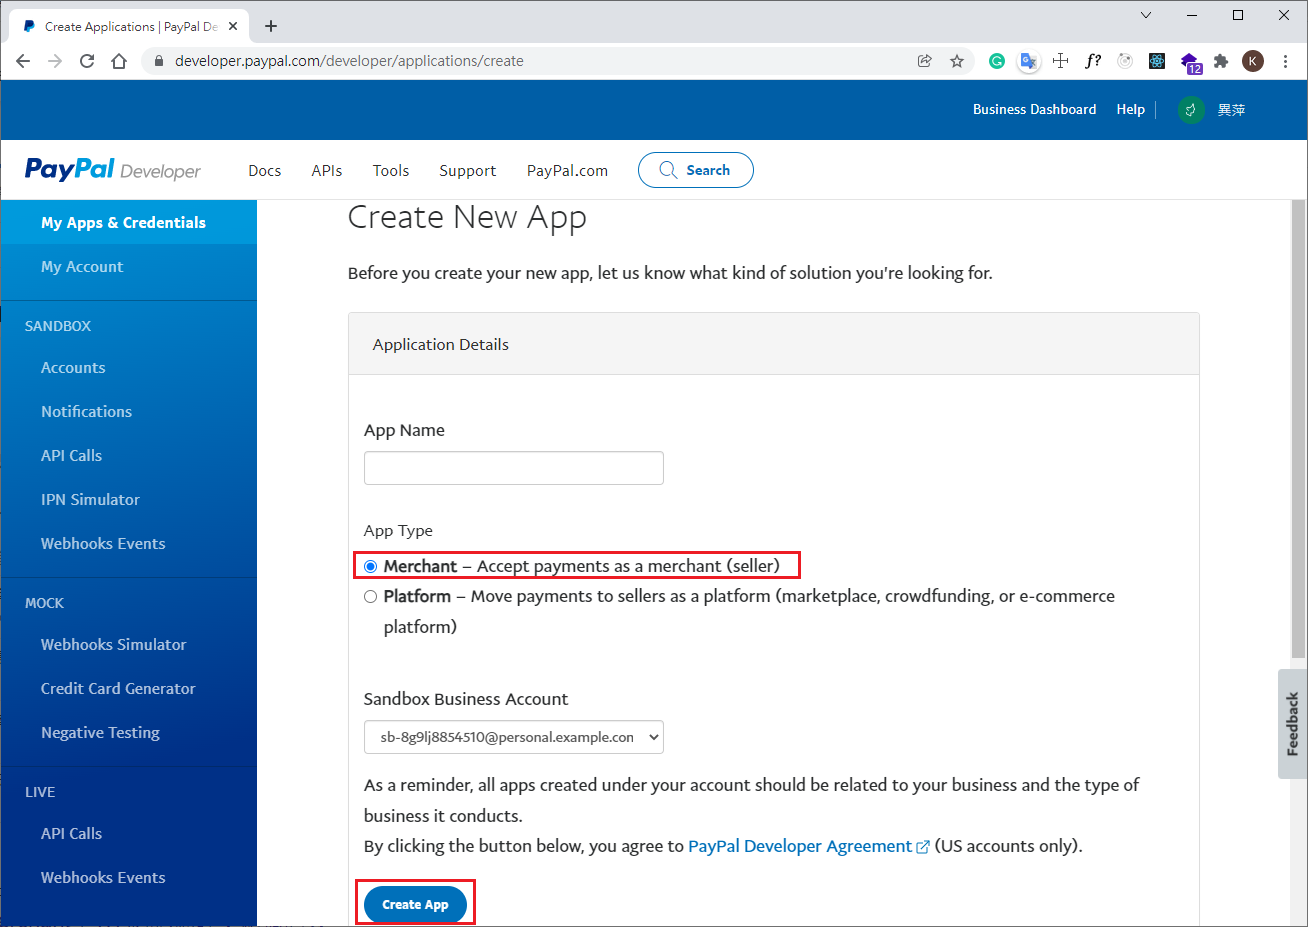 Create Applications | PayPal De
developer.paypal.com/developer/applications/create
f?
12
K
Business Dashboard
Help
異萍
PayPal Developer
Docs
APIs
Tools
Support
PayPal.com
Search
My Apps & Credentials
My Account
SANDBOX
Accounts
Notifications
API Calls
IPN Simulator
Webhooks Events
MOCK
Webhooks Simulator
Credit Card Generator
Negative Testing
LIVE
API Calls
Webhooks Events
Create New App
Before you create your new app, let us know what kind of solution you're looking for.
Application Details
App Name
App Type
Merchant – Accept payments as a merchant (seller)
Platform – Move payments to sellers as a platform (marketplace, crowdfunding, or e-commerce
platform)
Sandbox Business Account
sb-8g9lj8854510@personal.example.con
As a reminder, all apps created under your account should be related to your business and the type of
business it conducts.
By clicking the button below, you agree to PayPal Developer Agreement (US accounts only).
Create App
Feedback